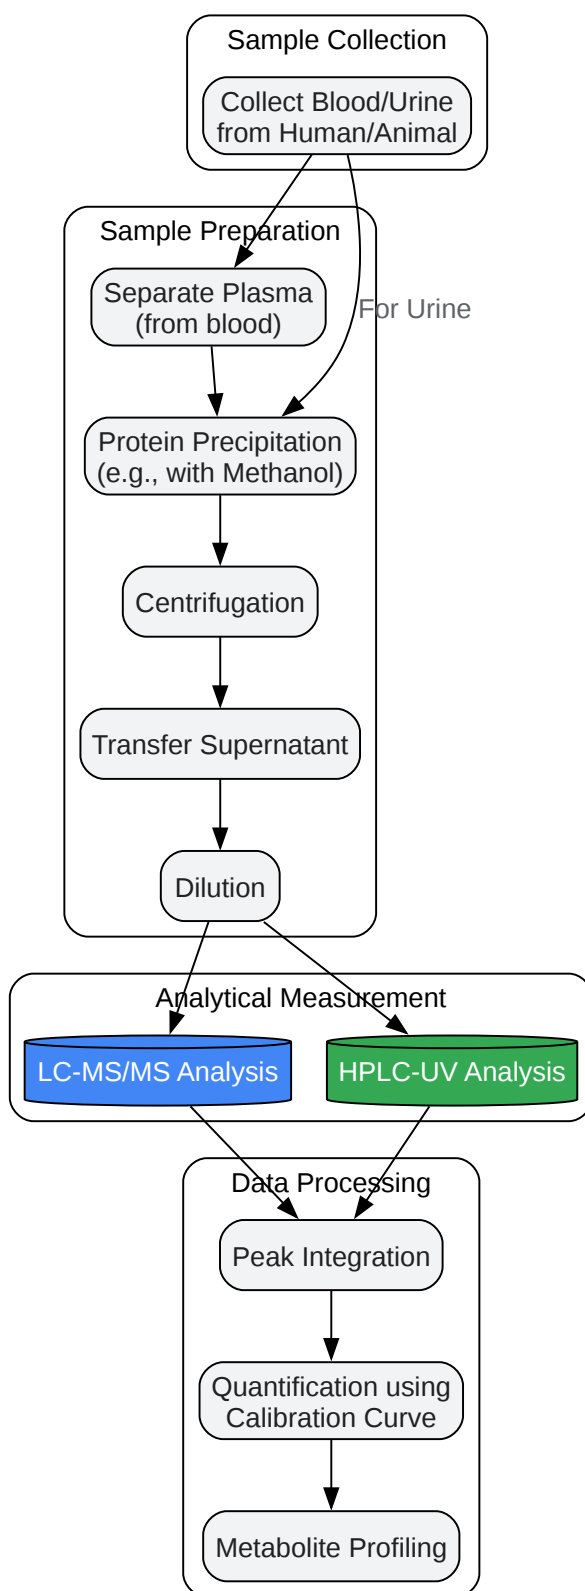 Sample Collection
Collect Blood/Urine
from Human/Animal
Sample Preparation
Separate Plasma
(from blood)
For Urine
Protein Precipitation
(e.g., with Methanol)
Centrifugation
Transfer Supernatant
Dilution
Analytical Measurement
LC-MS/MS Analysis
HPLC-UV Analysis
Data Processing
Peak Integration
Quantification using
Calibration Curve
Metabolite Profiling